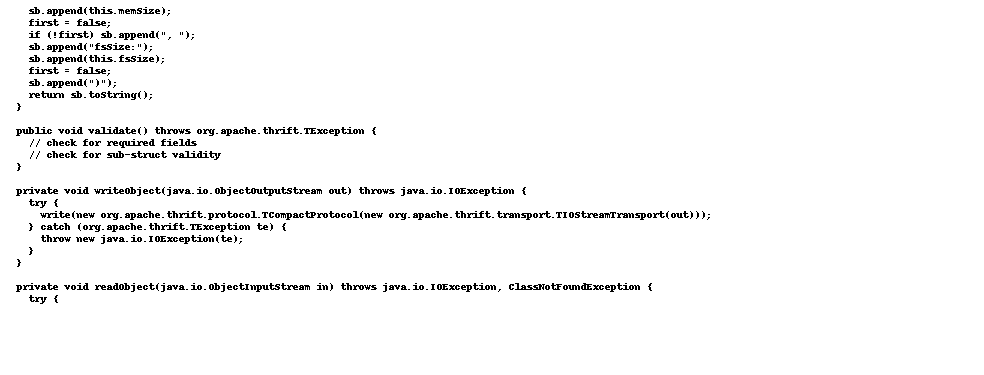 sb.append(this.memSize);
first = false;
if (!first) sb.append(", ");
sb.append("fsSize:");
sb.append(this.fsSize);
first = false;
sb.append(")");
return sb.toString();
}
public void validate() throws org.apache.thrift.TException {
// check for required fields
// check for sub-struct validity
}
private void writeObject(java.io.ObjectOutputStream out) throws java.io.IOException {
try {
write(new org.apache.thrift.protocol.TCompactProtocol(new org.apache.thrift.transport.TIOStreamTransport(out)));
} catch (org.apache.thrift.TException te) {
throw new java.io.IOException(te);
}
}
private void readObject(java.io.ObjectInputStream in) throws java.io.IOException, ClassNotFoundException {
try {